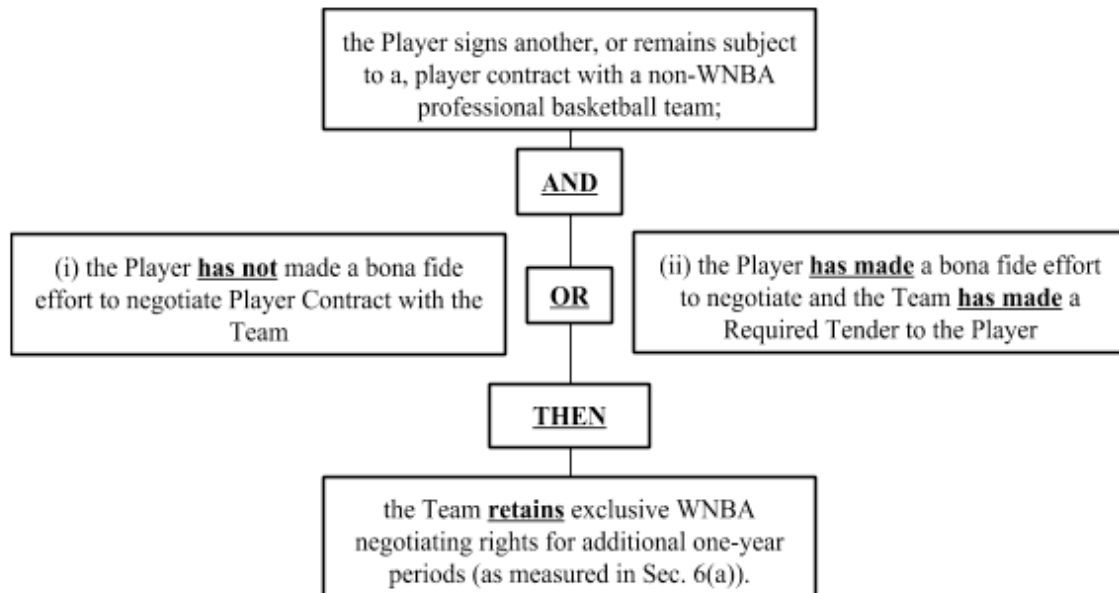 the Player signs another, or remains subject
to a, player contract with a non-WNBA
professional basketball team;
AND
(i) the Player has not made a bona fide
effort to negotiate Player Contract with the
Team
OR
(ii) the Player has made a bona fide effort
to negotiate and the Team has made a
Required Tender to the Player
THEN
the Team retains exclusive WNBA
negotiating rights for additional one-year
periods (as measured in Sec. 6(a)).